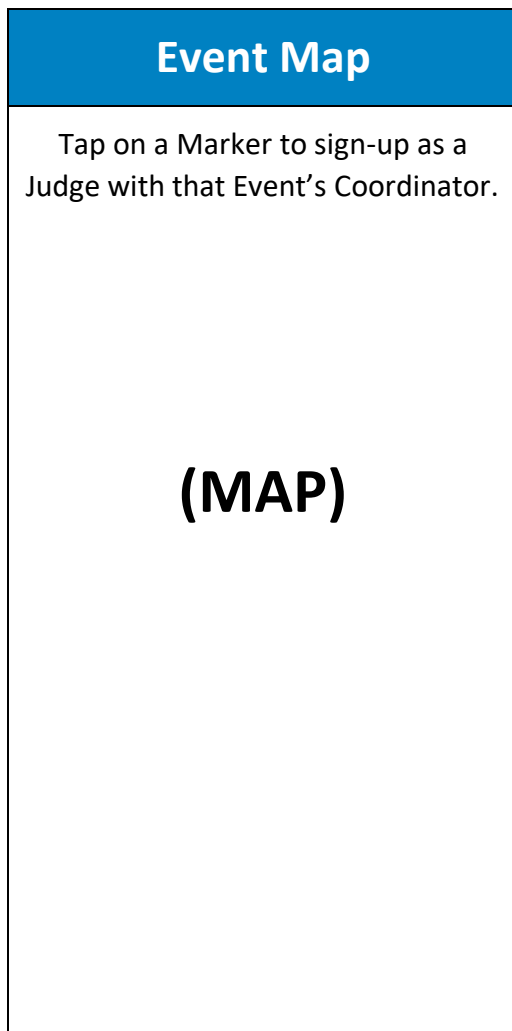 Event Map
Tap on a Marker to sign-up as a
Judge with that Event’s Coordinator.
(MAP)